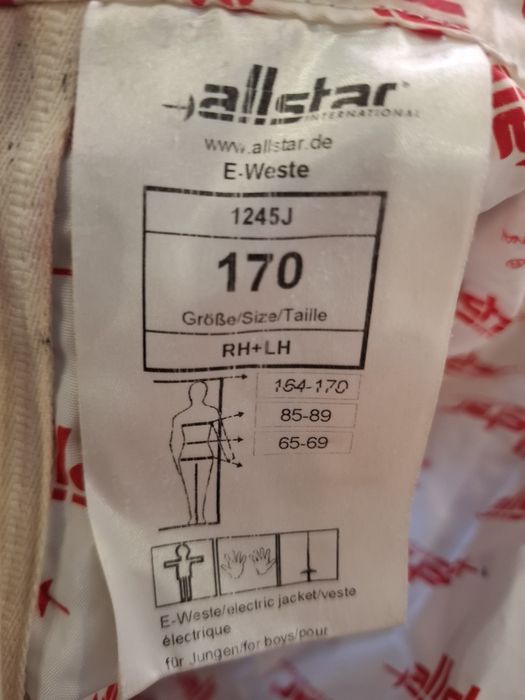 allstar
INTERNATIONAL
www.allstar.de
E-Weste
1245J
170
Größe/Size/Taille
RH+LH
164-170
85-89
65-69
E-Weste/electric jacket/veste
électrique
für Jungen/for boys/pour